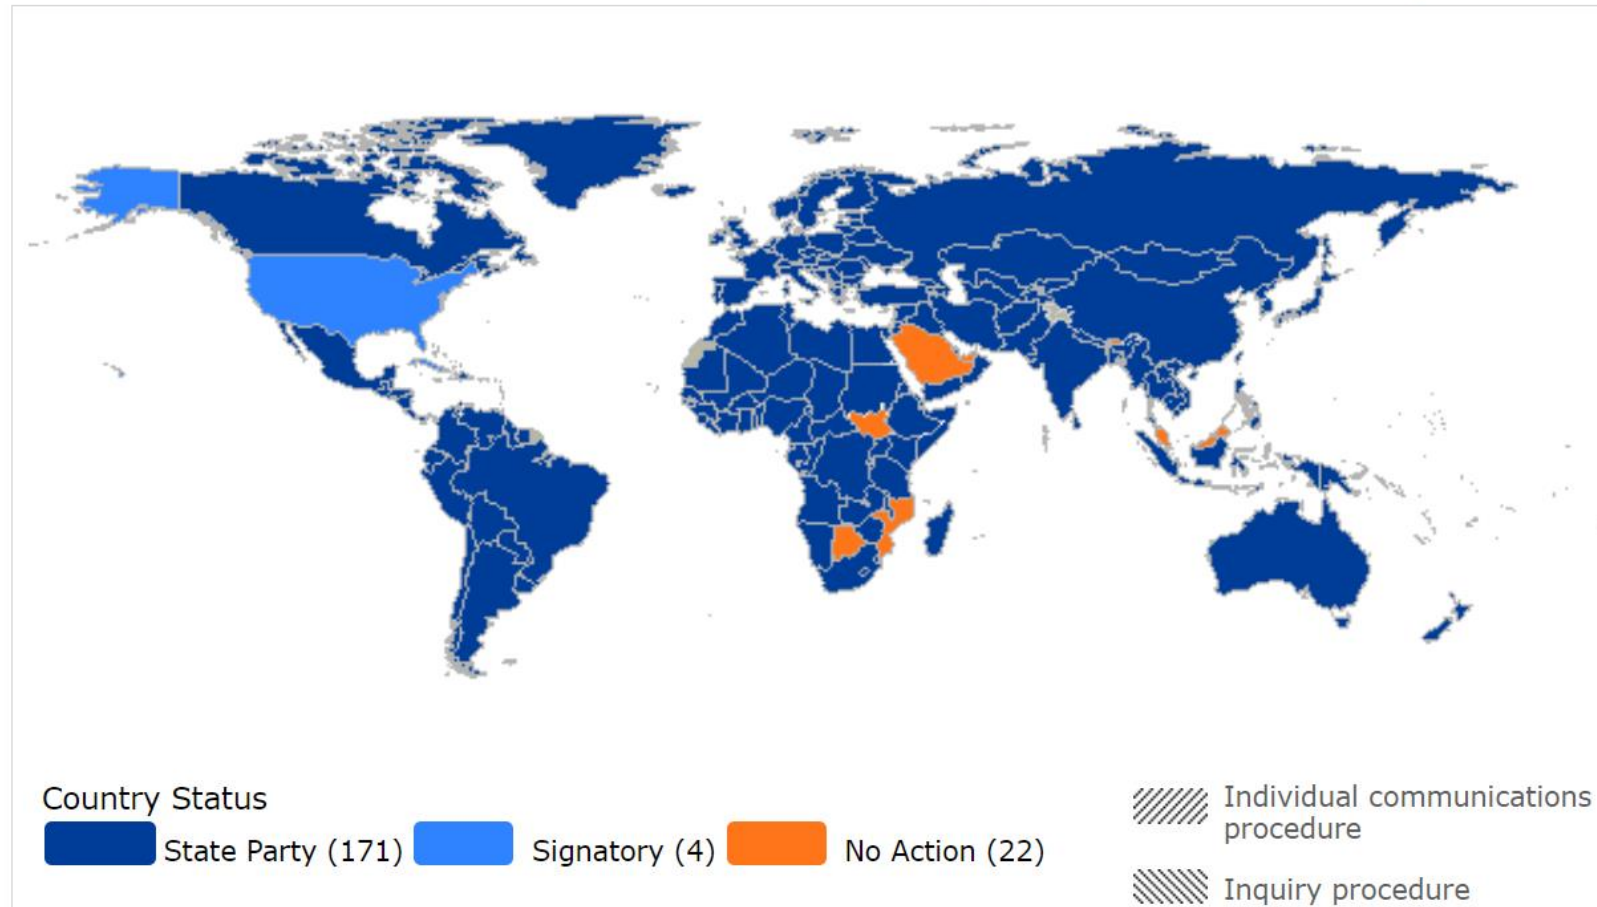 Country Status
State Party (171)
Signatory (4)
No Action (22)
Individual communications
procedure
Inquiry procedure